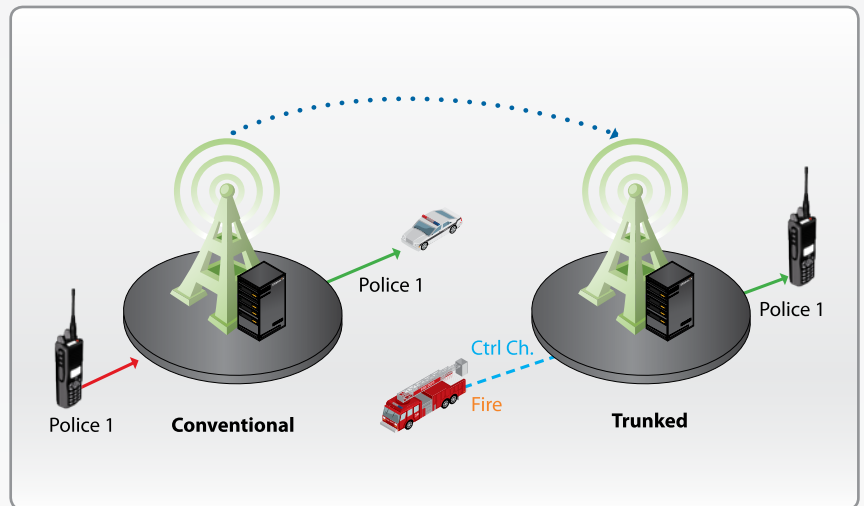 Police 1
Police 1
Ctrl Ch.
Fire
Police 1
Conventional
Trunked